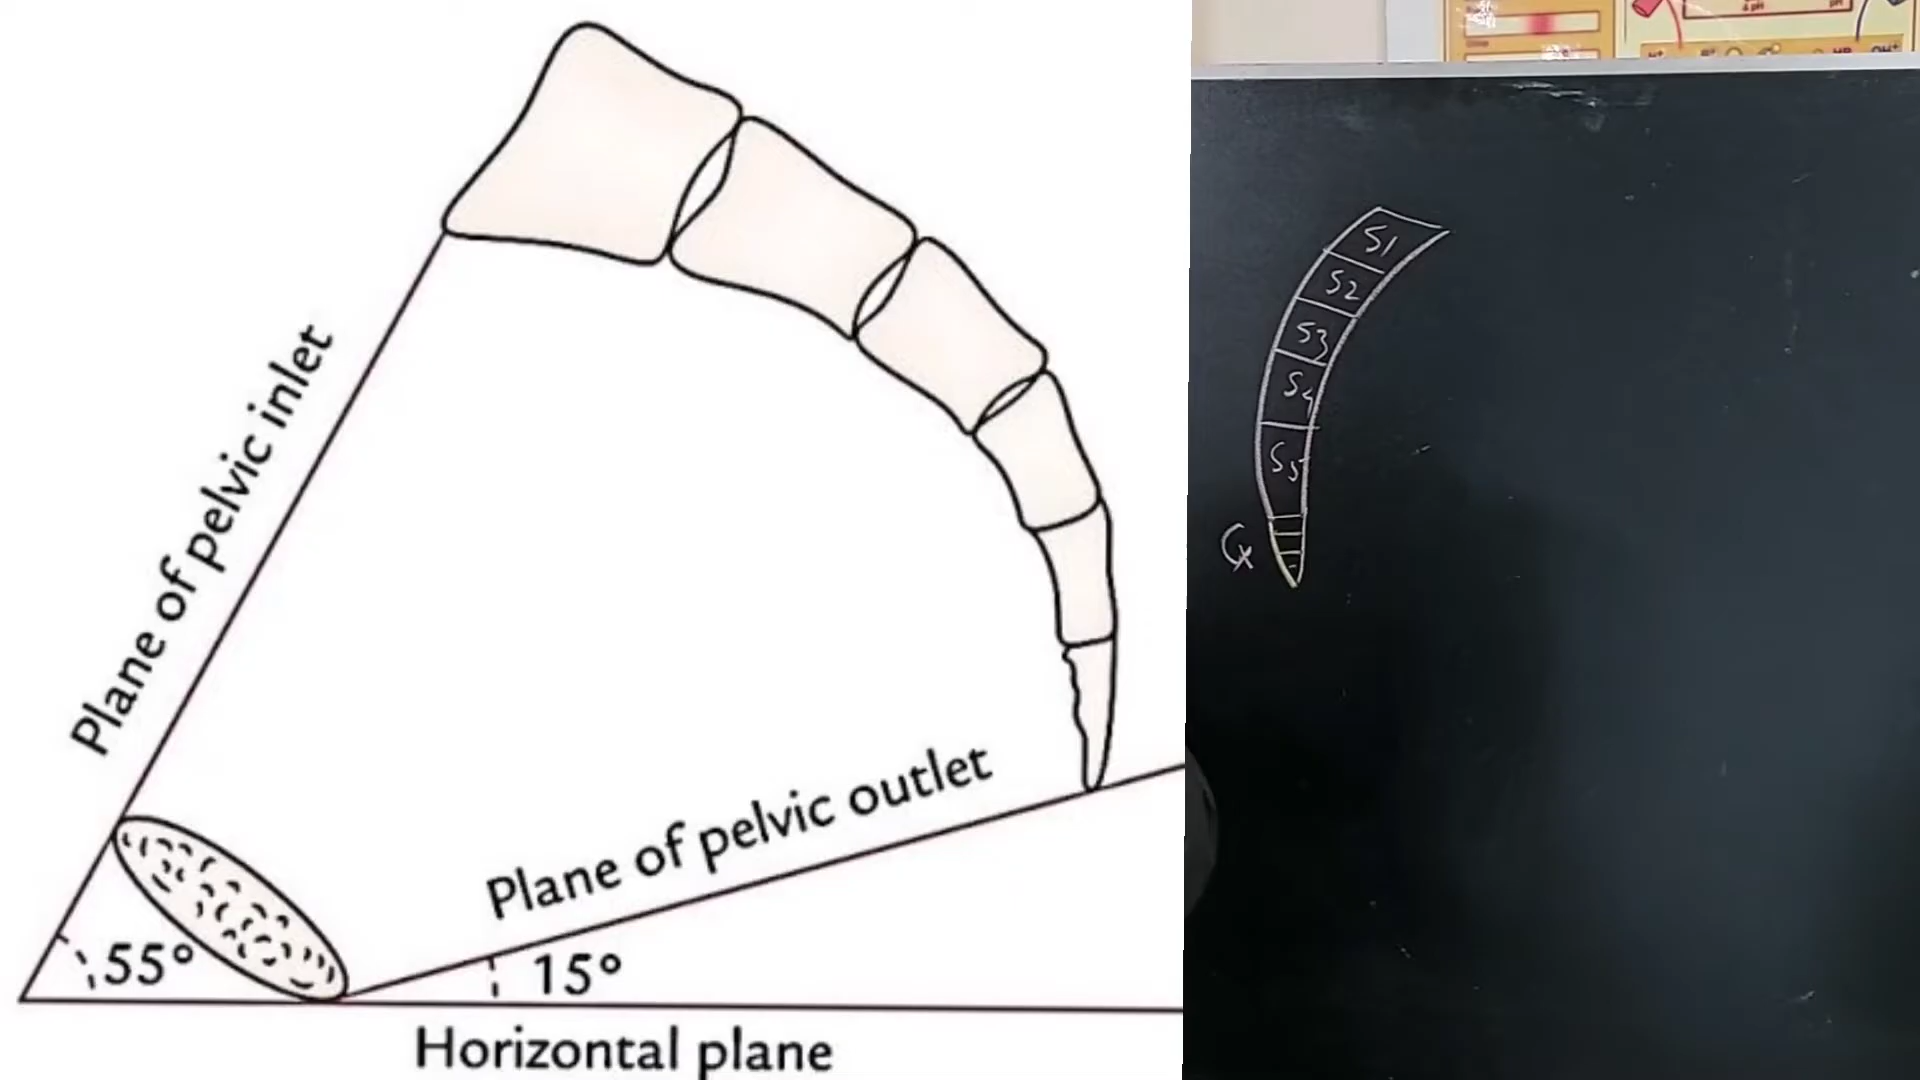 Plane of pelvic inlet
Plane of pelvic outlet
55°
15°
Horizontal plane
S1
S2
S3
S4
S5
Cx